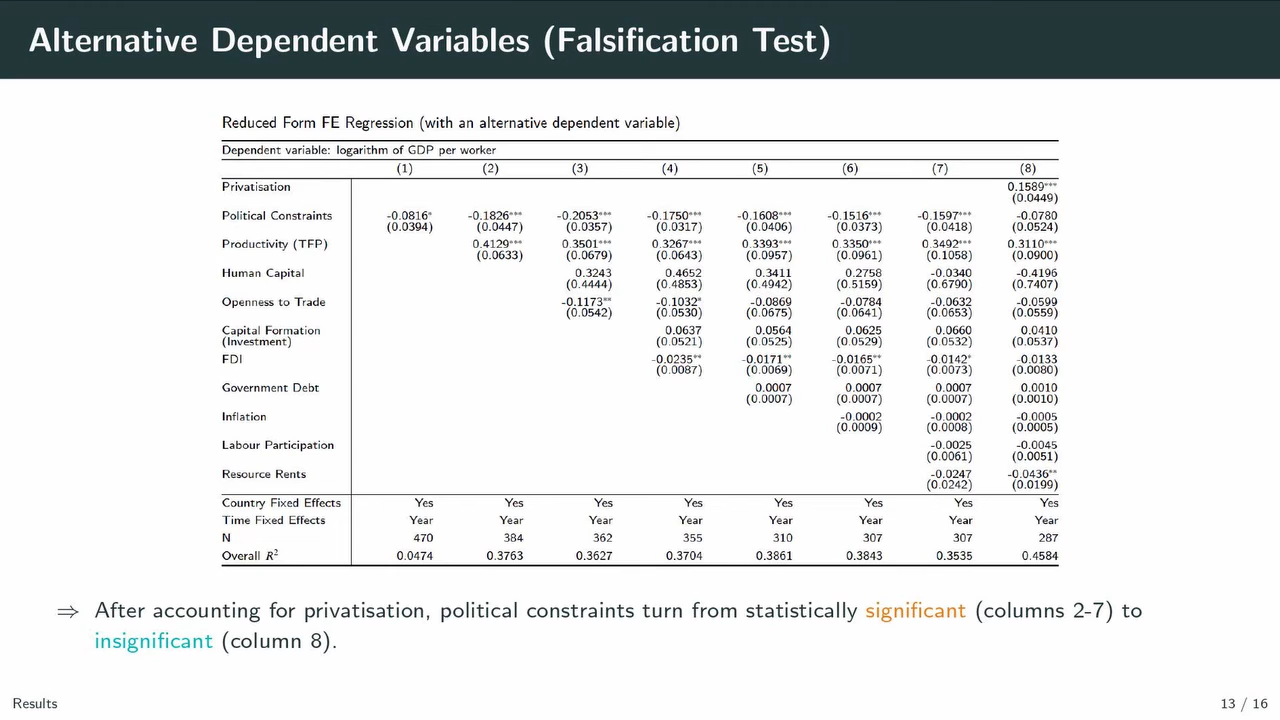 Alternative Dependent Variables (Falsification Test)
Reduced Form FE Regression (with an alternative dependent variable)
Dependent variable: logarithm of GDP per worker
(1) (2) (3) (4) (5) (6) (7) (8)
Privatisation 0.1589***
(0.0449)
Political Constraints -0.0816* -0.1826*** -0.2053*** -0.1750*** -0.1608*** -0.1516*** -0.1597*** -0.0780
(0.0394) (0.0447) (0.0357) (0.0317) (0.0406) (0.0373) (0.0418) (0.0524)
Productivity (TFP) 0.4129*** 0.3501*** 0.3267*** 0.3393*** 0.3350*** 0.3492*** 0.3110***
(0.0633) (0.0679) (0.0643) (0.0957) (0.0961) (0.1058) (0.0900)
Human Capital 0.3243 0.4652 0.3411 0.2758 -0.0340 -0.4196
(0.4444) (0.4853) (0.4942) (0.5159) (0.6790) (0.7407)
Openness to Trade -0.1173** -0.1032* -0.0869 -0.0784 -0.0632 -0.0599
(0.0542) (0.0530) (0.0675) (0.0641) (0.0653) (0.0559)
Capital Formation 0.0637 0.0564 0.0625 0.0660 0.0410
(Investment) (0.0521) (0.0525) (0.0529) (0.0532) (0.0537)
FDI -0.0235** -0.0171** -0.0165** -0.0142* -0.0133
(0.0087) (0.0069) (0.0071) (0.0073) (0.0080)
Government Debt 0.0007 0.0007 0.0007 0.0010
(0.0007) (0.0007) (0.0007) (0.0010)
Inflation -0.0002 -0.0002 -0.0005
(0.0009) (0.0008) (0.0005)
Labour Participation -0.0025 -0.0045
(0.0061) (0.0051)
Resource Rents -0.0247 -0.0436**
(0.0242) (0.0199)
Country Fixed Effects Yes Yes Yes Yes Yes Yes Yes Yes
Time Fixed Effects Year Year Year Year Year Year Year Year
N 470 384 362 355 310 307 307 287
Overall R² 0.0474 0.3763 0.3627 0.3704 0.3861 0.3843 0.3535 0.4584
⇒ After accounting for privatisation, political constraints turn from statistically significant (columns 2-7) to
insignificant (column 8).
Results 13 / 16